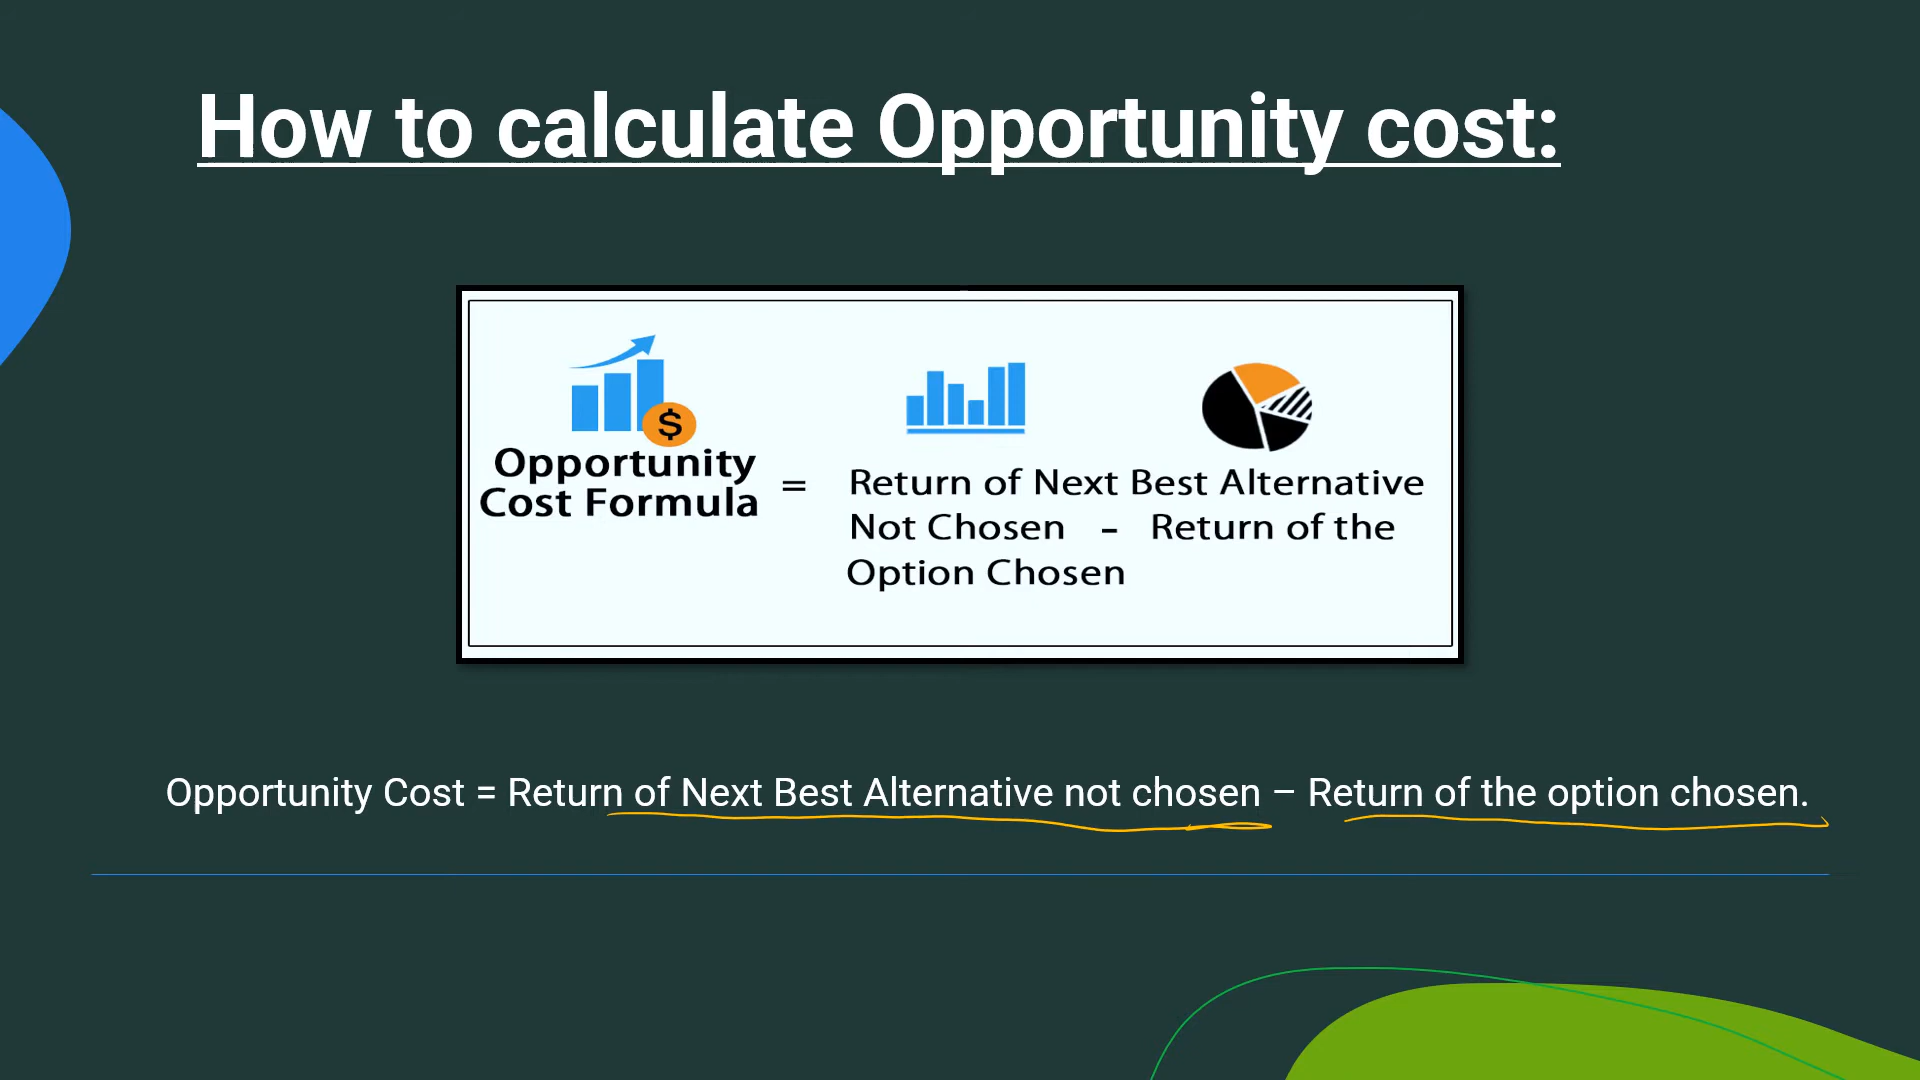 How to calculate Opportunity cost:
$
Opportunity
Cost Formula
=
Return of Next Best Alternative
Not Chosen - Return of the
Option Chosen
Opportunity Cost = Return of Next Best Alternative not chosen – Return of the option chosen.